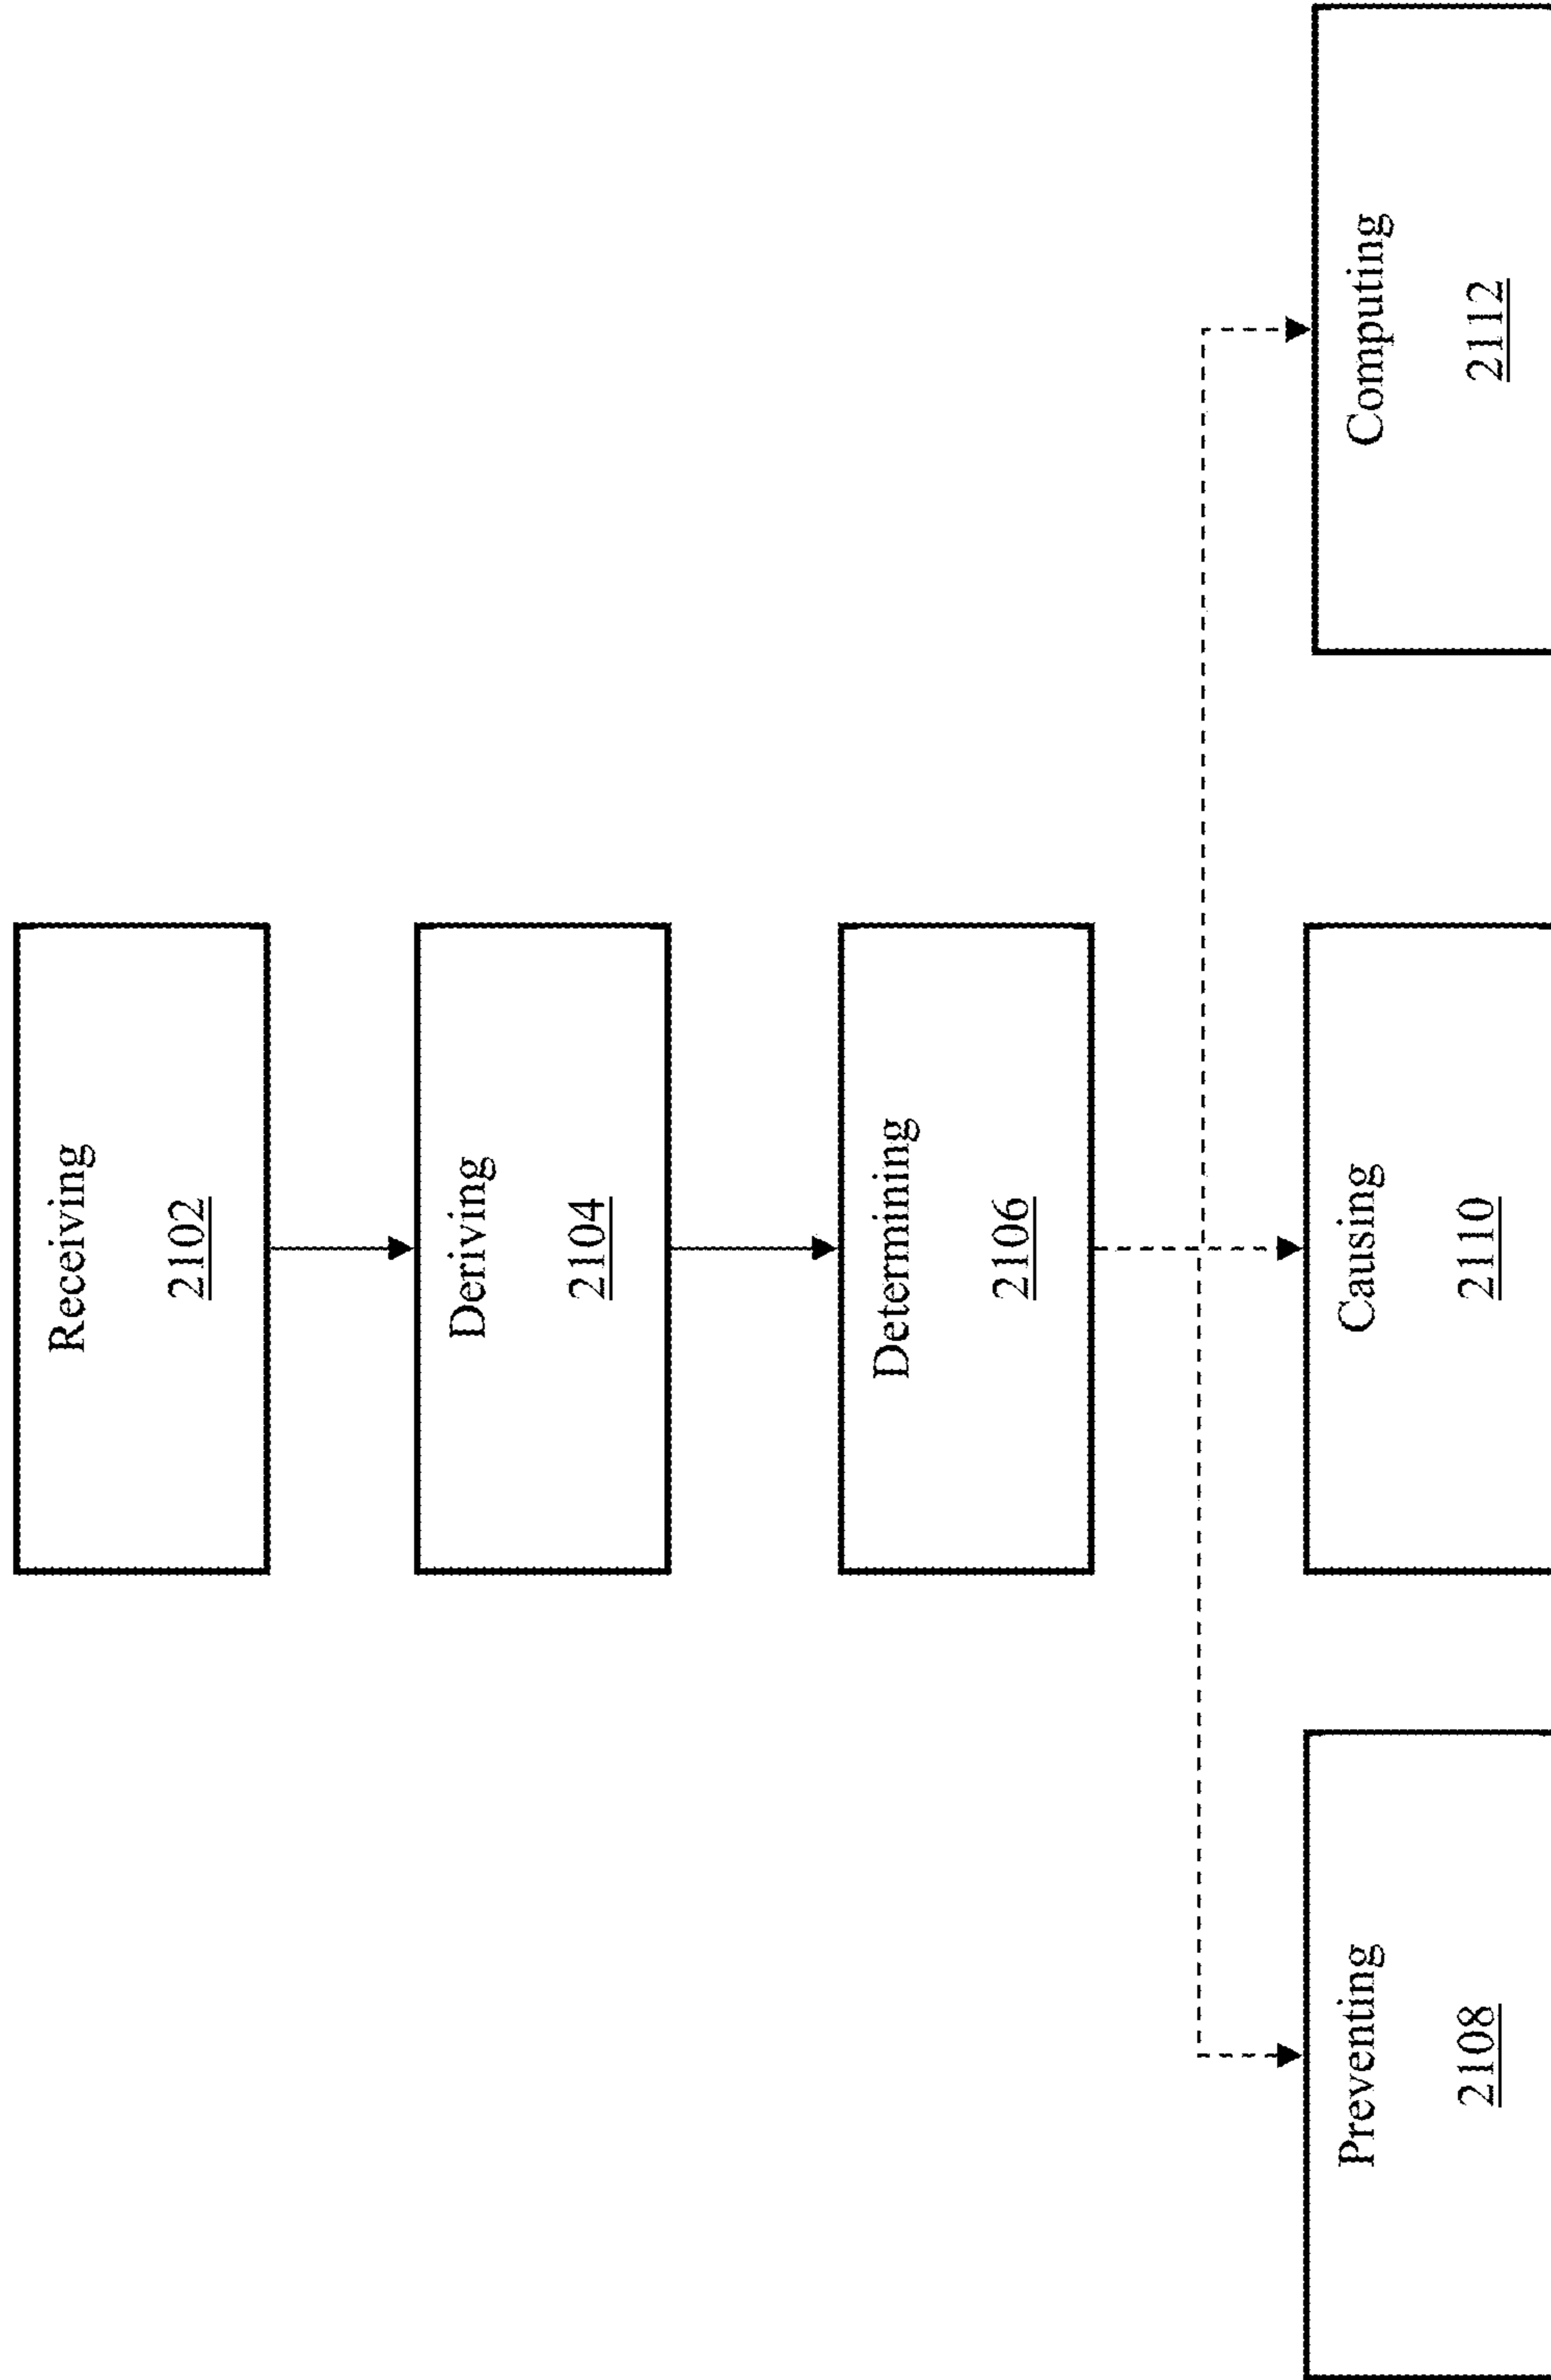 Receiving
2102
Deriving
2104
Determining
2106
Preventing
2108
Causing
2110
Computing
2112